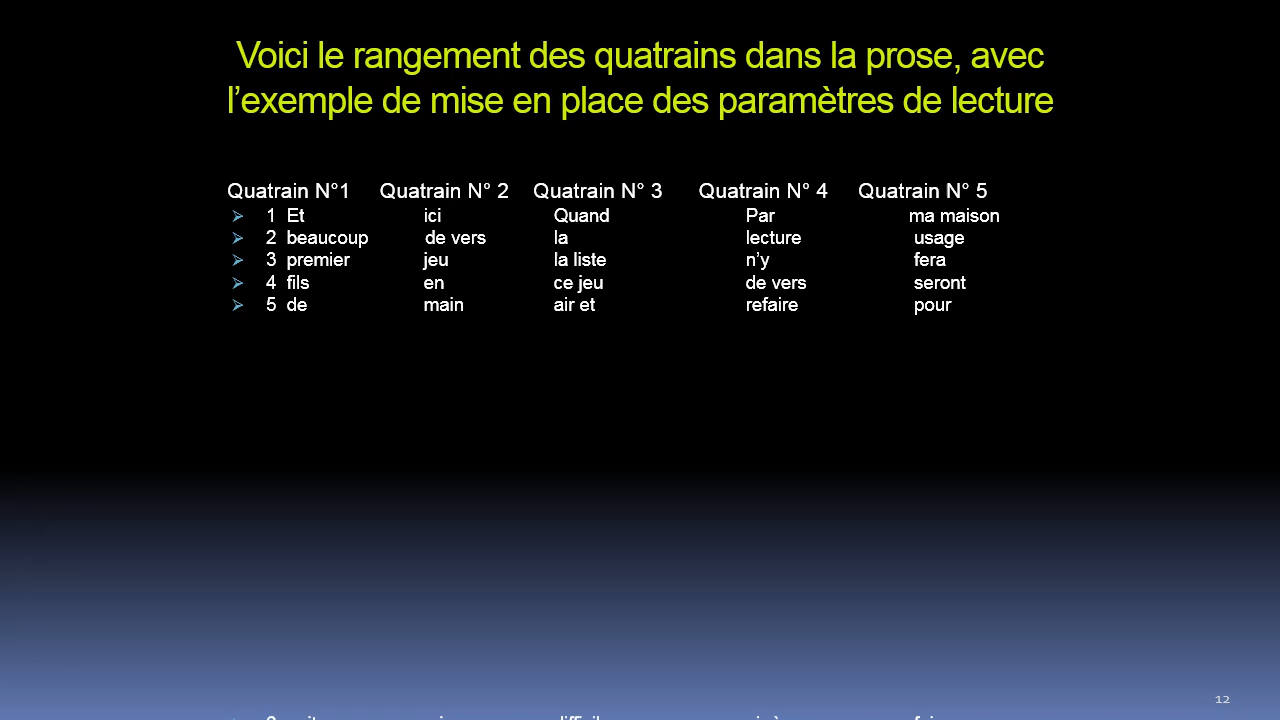 Voici le rangement des quatrains dans la prose, avec
l’exemple de mise en place des paramètres de lecture
Quatrain N°1 Quatrain N° 2 Quatrain N° 3 Quatrain N° 4 Quatrain N° 5
1 Et ici Quand Par ma maison
2 beaucoup de vers la lecture usage
3 premier jeu la liste n’y fera
4 fils en ce jeu de vers seront
5 de main air et refaire pour
12